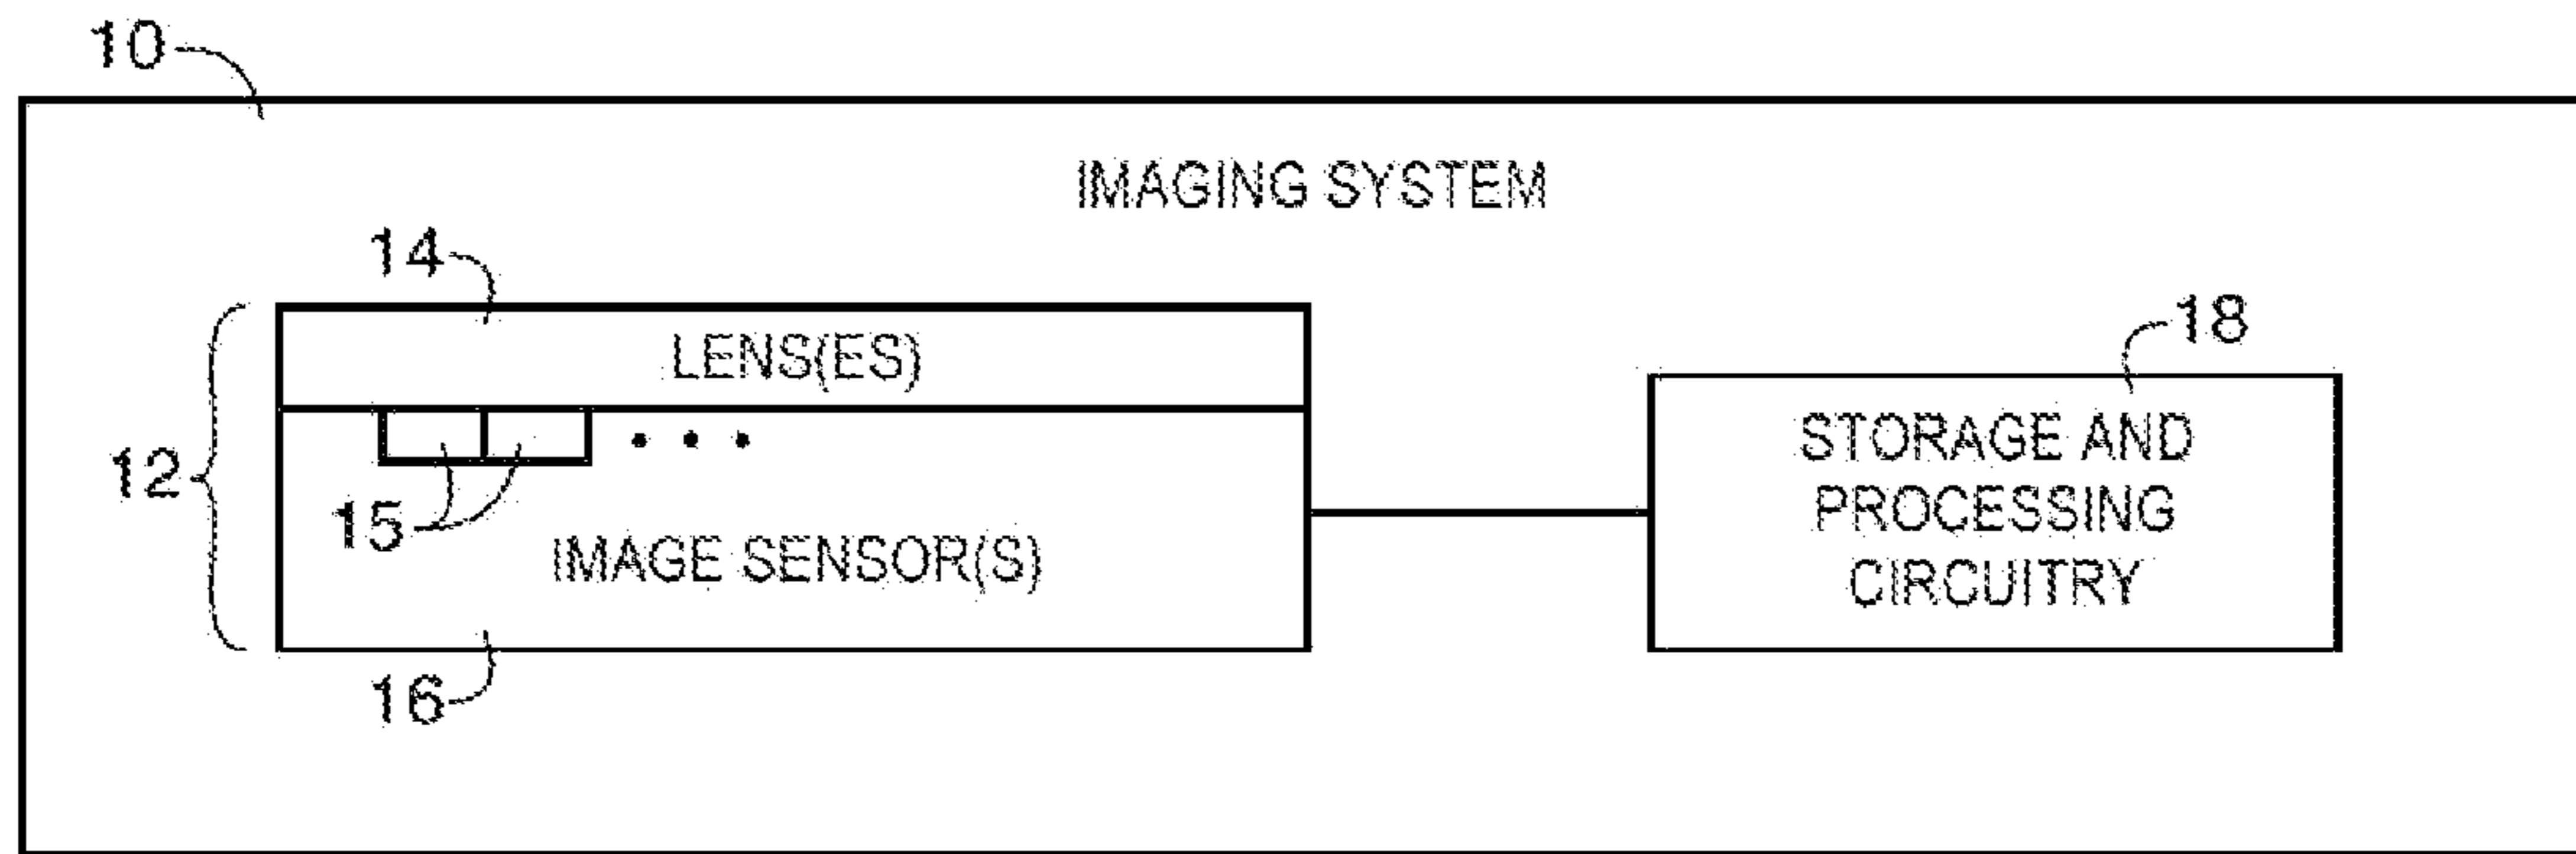 10
IMAGING SYSTEM
14
LENS(ES)
12
15
IMAGE SENSOR(S)
16
18
STORAGE AND
PROCESSING
CIRCUITRY